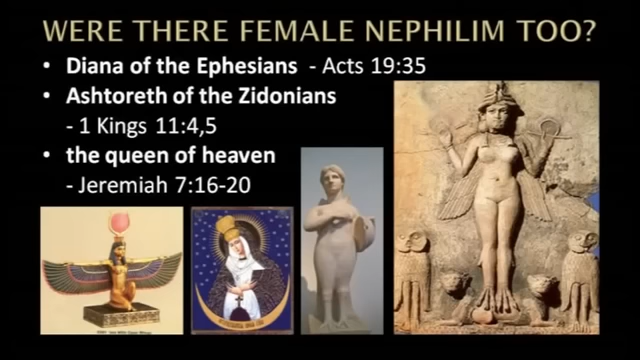 WERE THERE FEMALE NEPHILIM TOO?
• Diana of the Ephesians - Acts 19:35
• Ashtoreth of the Zidonians
- 1 Kings 11:4,5
• the queen of heaven
- Jeremiah 7:16-20